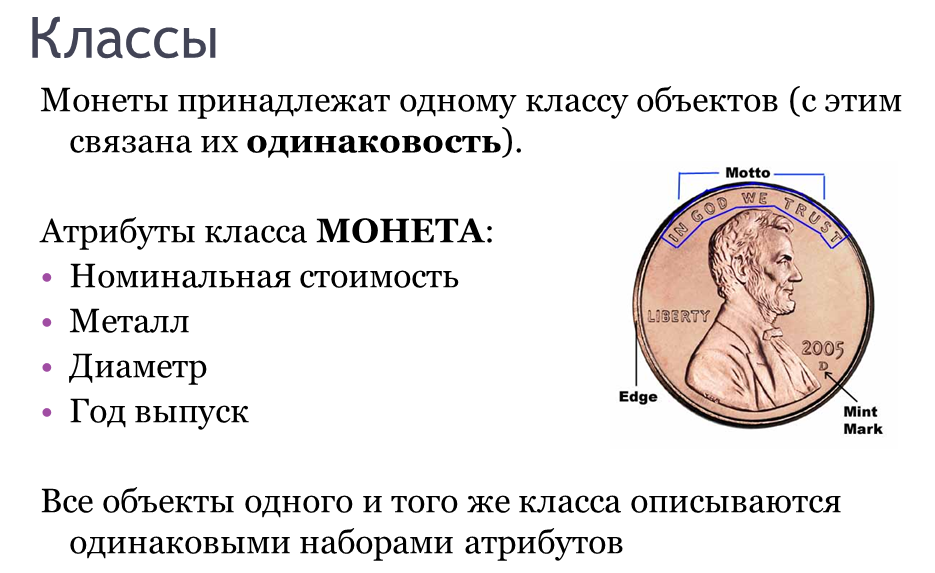 Классы
Монеты принадлежат одному классу объектов (с этим
связана их одинаковость).
Атрибуты класса МОНЕТА:
• Номинальная стоимость
• Металл
• Диаметр
• Год выпуск
Motto
IN GOD WE TRUST
LIBERTY
2005
D
Edge
Mint
Mark
Все объекты одного и того же класса описываются
одинаковыми наборами атрибутов